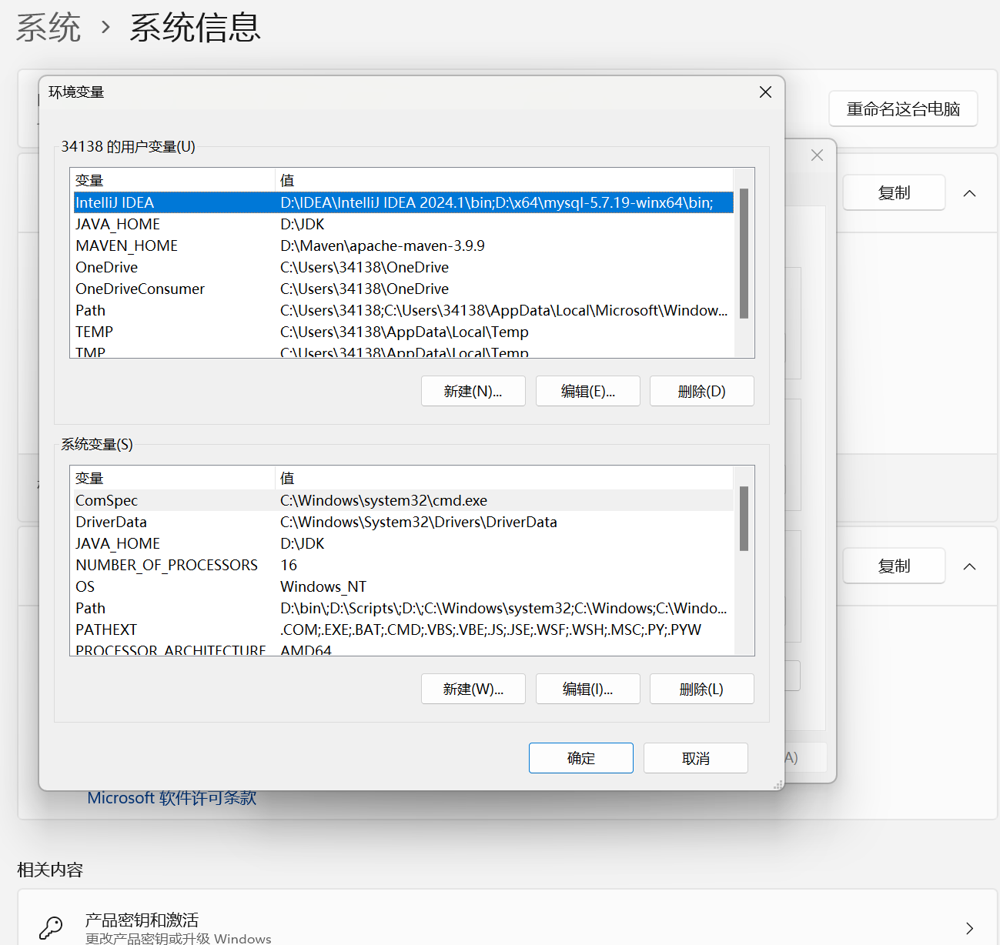 系统 › 系统信息
环境变量
重命名这台电脑
34138 的用户变量(U)
变量 值
IntelliJ IDEA D:\IDEA\IntelliJ IDEA 2024.1\bin;D:\x64\mysql-5.7.19-winx64\bin;
JAVA_HOME D:\JDK
MAVEN_HOME D:\Maven\apache-maven-3.9.9
OneDrive C:\Users\34138\OneDrive
OneDriveConsumer C:\Users\34138\OneDrive
Path C:\Users\34138;C:\Users\34138\AppData\Local\Microsoft\Window...
TEMP C:\Users\34138\AppData\Local\Temp
TMP C:\Users\34138\AppData\Local\Temp
复制
新建(N)... 编辑(E)... 删除(D)
系统变量(S)
变量 值
ComSpec C:\Windows\system32\cmd.exe
DriverData C:\Windows\System32\Drivers\DriverData
JAVA_HOME D:\JDK
NUMBER_OF_PROCESSORS 16
OS Windows_NT
Path D:\bin\;D:\Scripts\;D:\;C:\Windows\system32;C:\Windows;C:\Windo...
PATHEXT .COM;.EXE;.BAT;.CMD;.VBS;.VBE;.JS;.JSE;.WSF;.WSH;.MSC;.PY;.PYW
PROCESSOR_ARCHITECTURE AMD64
复制
新建(W)... 编辑(I)... 删除(L)
确定 取消
A)
Microsoft 软件许可条款
相关内容
产品密钥和激活
更改产品密钥或升级 Windows